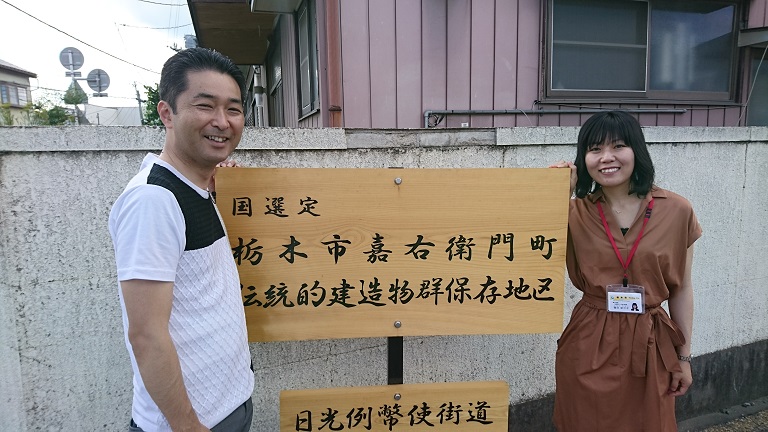 国選定
栃木市嘉右衛門町
伝統的建造物群保存地区
日光例幣使街道